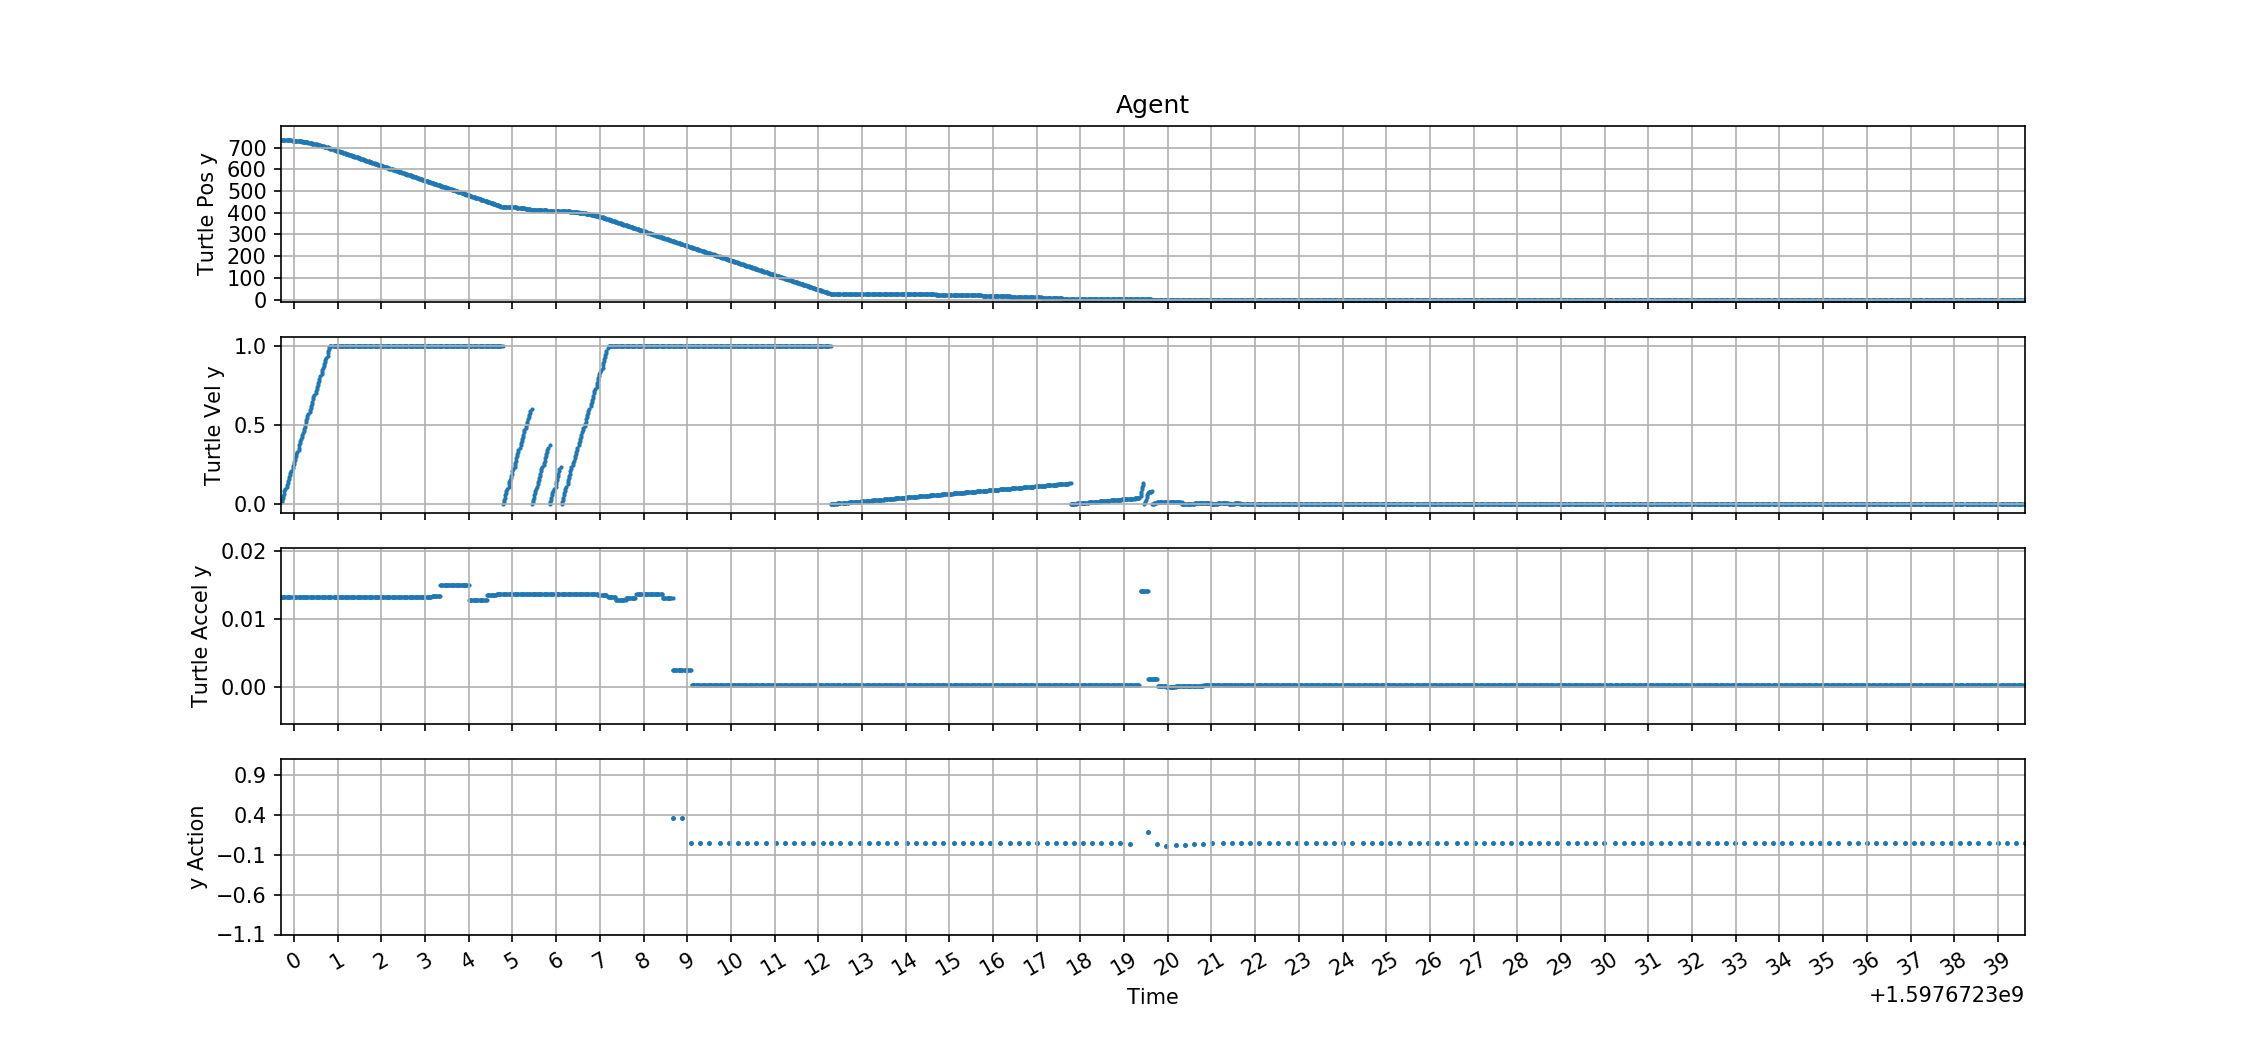 Agent
Turtle Pos y
700
600
500
400
300
200
100
0
Turtle Vel y
1.0
0.5
0.0
Turtle Accel y
0.02
0.01
0.00
y Action
0.9
0.4
−0.1
−0.6
−1.1
0 1 2 3 4 5 6 7 8 9 10 11 12 13 14 15 16 17 18 19 20 21 22 23 24 25 26 27 28 29 30 31 32 33 34 35 36 37 38 39
Time
+1.5976723e9